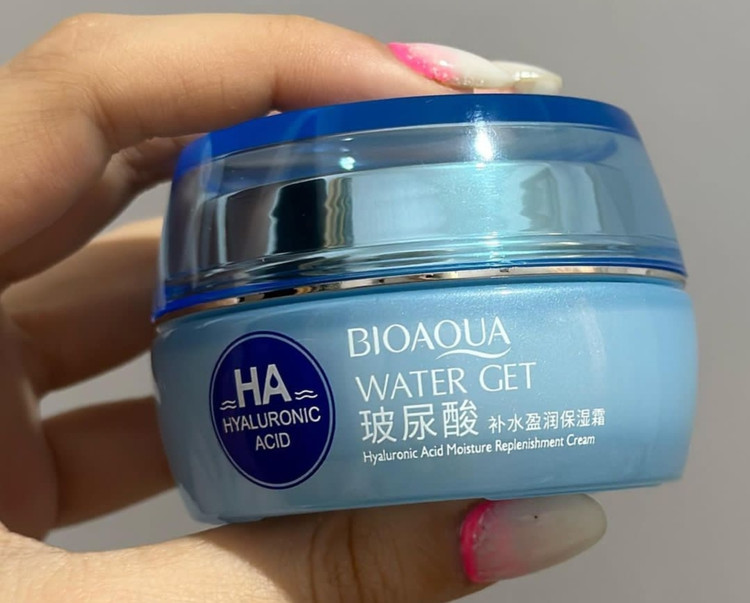 HA
HYALURONIC
ACID
BIOAQUA
WATER GET
玻尿酸 补水盈润保湿霜
Hyaluronic Acid Moisture Replenishment Cream